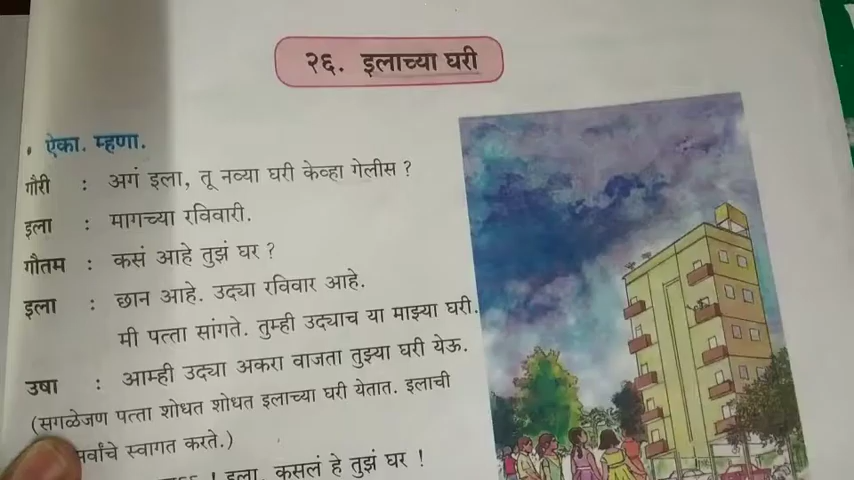 २६. इलाच्या घरी
ऐका. म्हणा.
गौरी : अगं इला, तू नव्या घरी केव्हा गेलीस ?
इला : मागच्या रविवारी.
गौतम : कसं आहे तुझं घर ?
इला : छान आहे. उद्या रविवार आहे.
मी पत्ता सांगते. तुम्ही उद्याच या माझ्या घरी.
उषा : आम्ही उद्या अकरा वाजता तुझ्या घरी येऊ.
(सगळेजण पत्ता शोधत शोधत इलाच्या घरी येतात. इलाची
सर्वांचे स्वागत करते.)
! इला, कसलं हे तुझं घर !